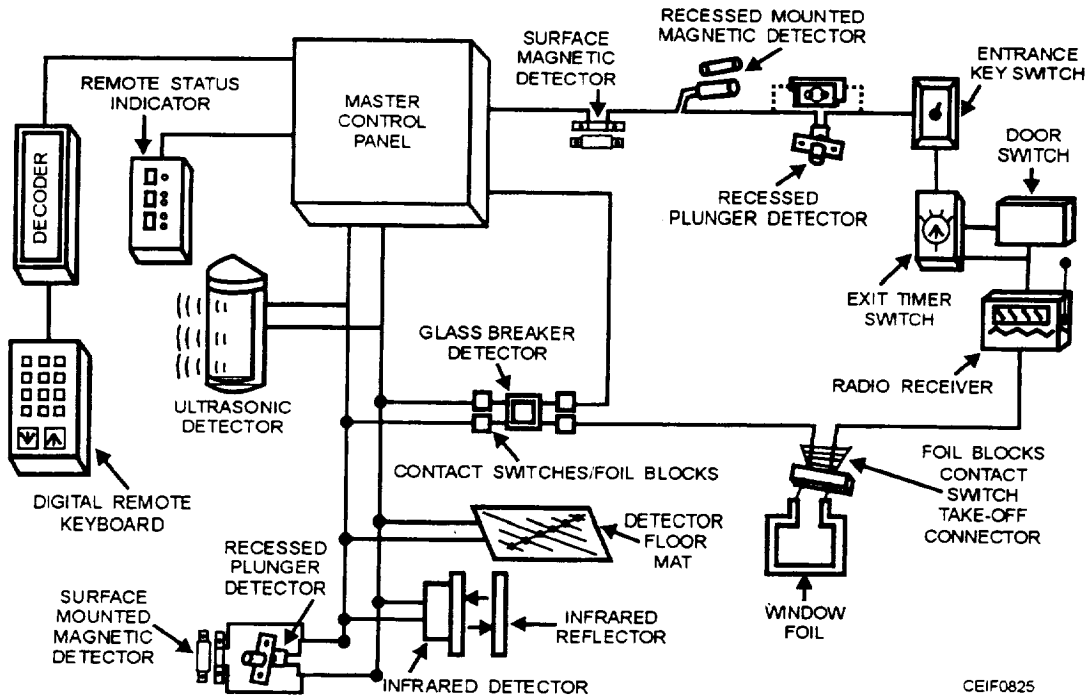 REMOTE STATUS
INDICATOR
MASTER
CONTROL
PANEL
SURFACE
MAGNETIC
DETECTOR
RECESSED MOUNTED
MAGNETIC DETECTOR
ENTRANCE
KEY SWITCH
DOOR
SWITCH
RECESSED
PLUNGER DETECTOR
DECODER
EXIT TIMER
SWITCH
GLASS BREAKER
DETECTOR
RADIO RECEIVER
ULTRASONIC
DETECTOR
CONTACT SWITCHES/FOIL BLOCKS
FOIL BLOCKS
CONTACT
SWITCH
TAKE-OFF
CONNECTOR
DIGITAL REMOTE
KEYBOARD
DETECTOR
FLOOR
MAT
RECESSED
PLUNGER
DETECTOR
SURFACE
MOUNTED
MAGNETIC
DETECTOR
INFRARED
REFLECTOR
WINDOW
FOIL
INFRARED DETECTOR
CEIF0825